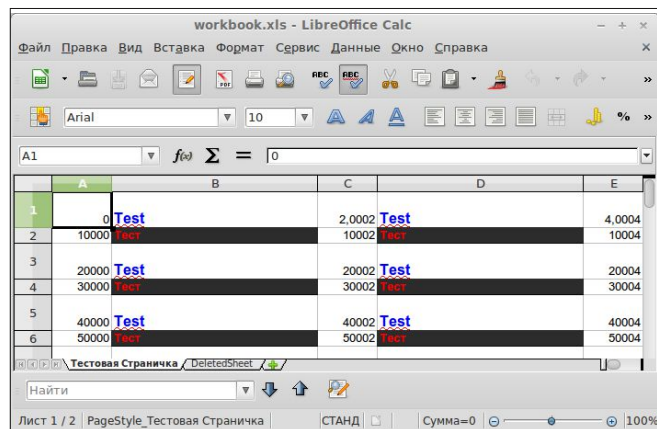 workbook.xls - LibreOffice Calc
Файл Правка Вид Вставка Формат Сервис Данные Окно Справка
PDF ABC ABC
Arial 10 A A A %
A1 f(x) Σ = 0
A B C D E
1 0 Test 2,0002 Test 4,0004
2 10000 Тест 10002 Тест 10004
3 20000 Test 20002 Test 20004
4 30000 Тест 30002 Тест 30004
5 40000 Test 40002 Test 40004
6 50000 Тест 50002 Тест 50004
Тестовая Страничка DeletedSheet
Найти
Лист 1 / 2 PageStyle_Тестовая Страничка СТАНД Сумма=0 100%